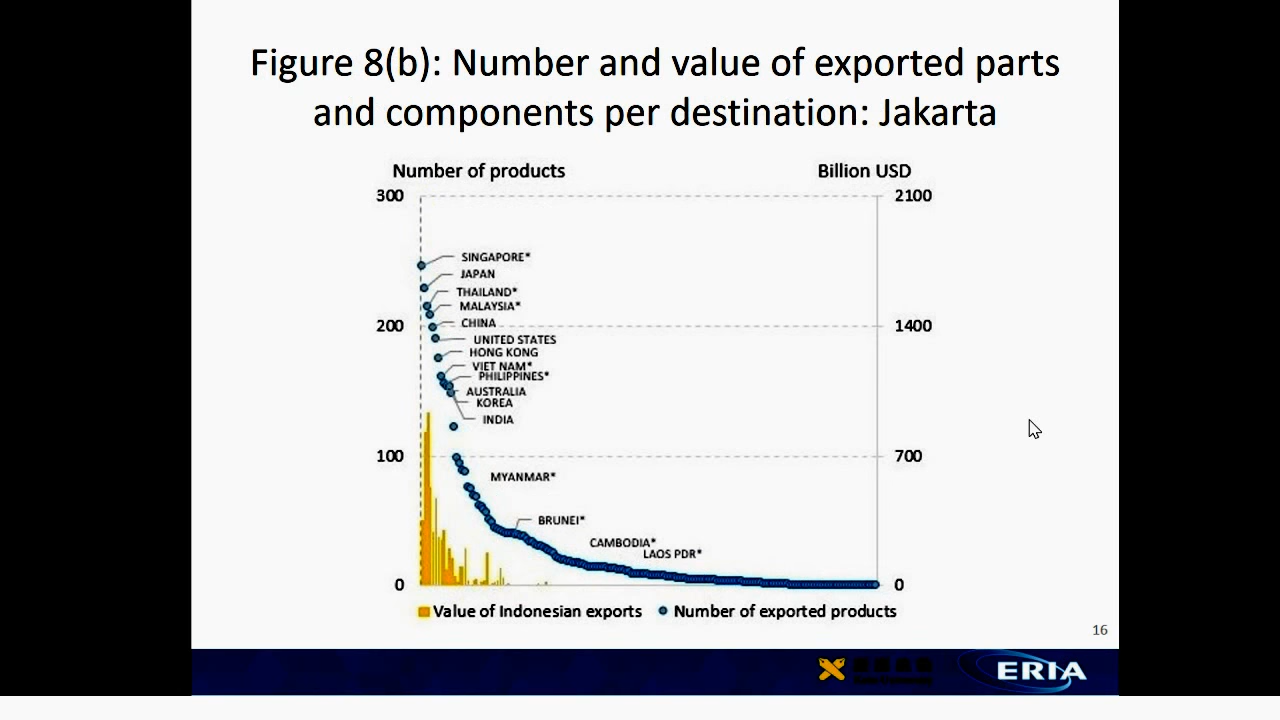 Figure 8(b): Number and value of exported parts
and components per destination: Jakarta
Number of products
Billion USD
300
2100
SINGAPORE*
JAPAN
THAILAND*
MALAYSIA*
CHINA
200
1400
UNITED STATES
HONG KONG
VIET NAM*
PHILIPPINES*
AUSTRALIA
KOREA
INDIA
100
700
MYANMAR*
BRUNEI*
CAMBODIA*
LAOS PDR*
0
0
Value of Indonesian exports
Number of exported products
16
ERIA